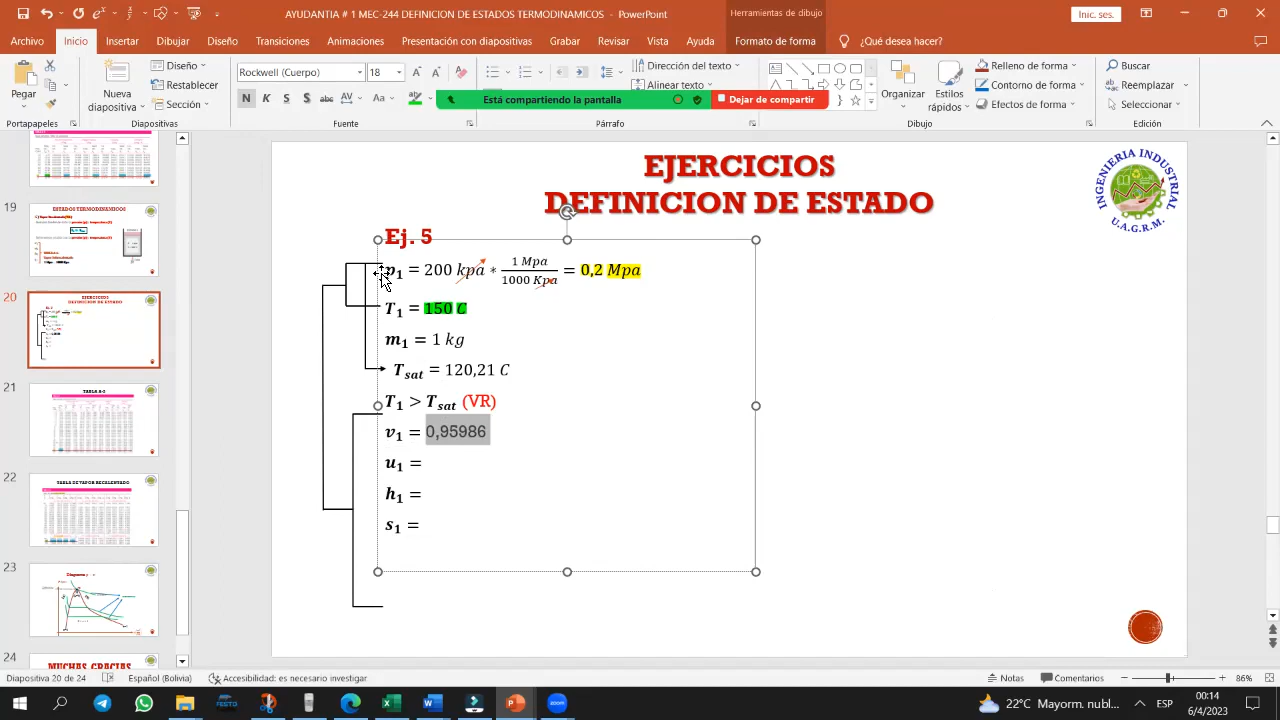 AYUDANTIA # 1 MEC-244 [Modo de compatibilidad] - PowerPoint
Herramientas de dibujo
Inic. ses.
Archivo
Inicio
Insertar
Dibujar
Diseño
Transiciones
Animaciones
Presentación con diapositivas
Grabar
Revisar
Vista
Ayuda
Formato de forma
¿Qué desea hacer?
Pegar
Nueva diapositiva
Diseño
Restablecer
Sección
Rockwell (Cuerpo)
18
N K S S abc AV Aa
Dirección del texto
Alinear texto
Está compartiendo la pantalla
Dejar de compartir
Organizar
Estilos rápidos
Relleno de forma
Contorno de forma
Efectos de forma
Buscar
Reemplazar
Seleccionar
Portapapeles
Diapositivas
Fuente
Párrafo
Dibujo
Edición
19
ESTADOS TERMODINAMICOS
20
EJERCICIOS
DEFINICION DE ESTADO
21
TABLA A-5
22
TABLA DE VAPOR RECALENTADO
23
Diagrama p - v
24
MUCHAS GRACIAS
EJERCICIOS
DEFINICION DE ESTADO
INGENIERIA INDUSTRIAL
U.A.G.R.M.
Ej. 5
p₁ = 200 kpa * 1 Mpa / 1000 Kpa = 0,2 Mpa
T₁ = 150 C
m₁ = 1 kg
Tsat = 120,21 C
T₁ > Tsat (VR)
v₁ = 0,95986
u₁ =
h₁ =
s₁ =
Diapositiva 20 de 24
Español (Bolivia)
Accesibilidad: es necesario investigar
Notas
Comentarios
86%
22°C Mayorm. nubl...
ESP
00:14
6/4/2023